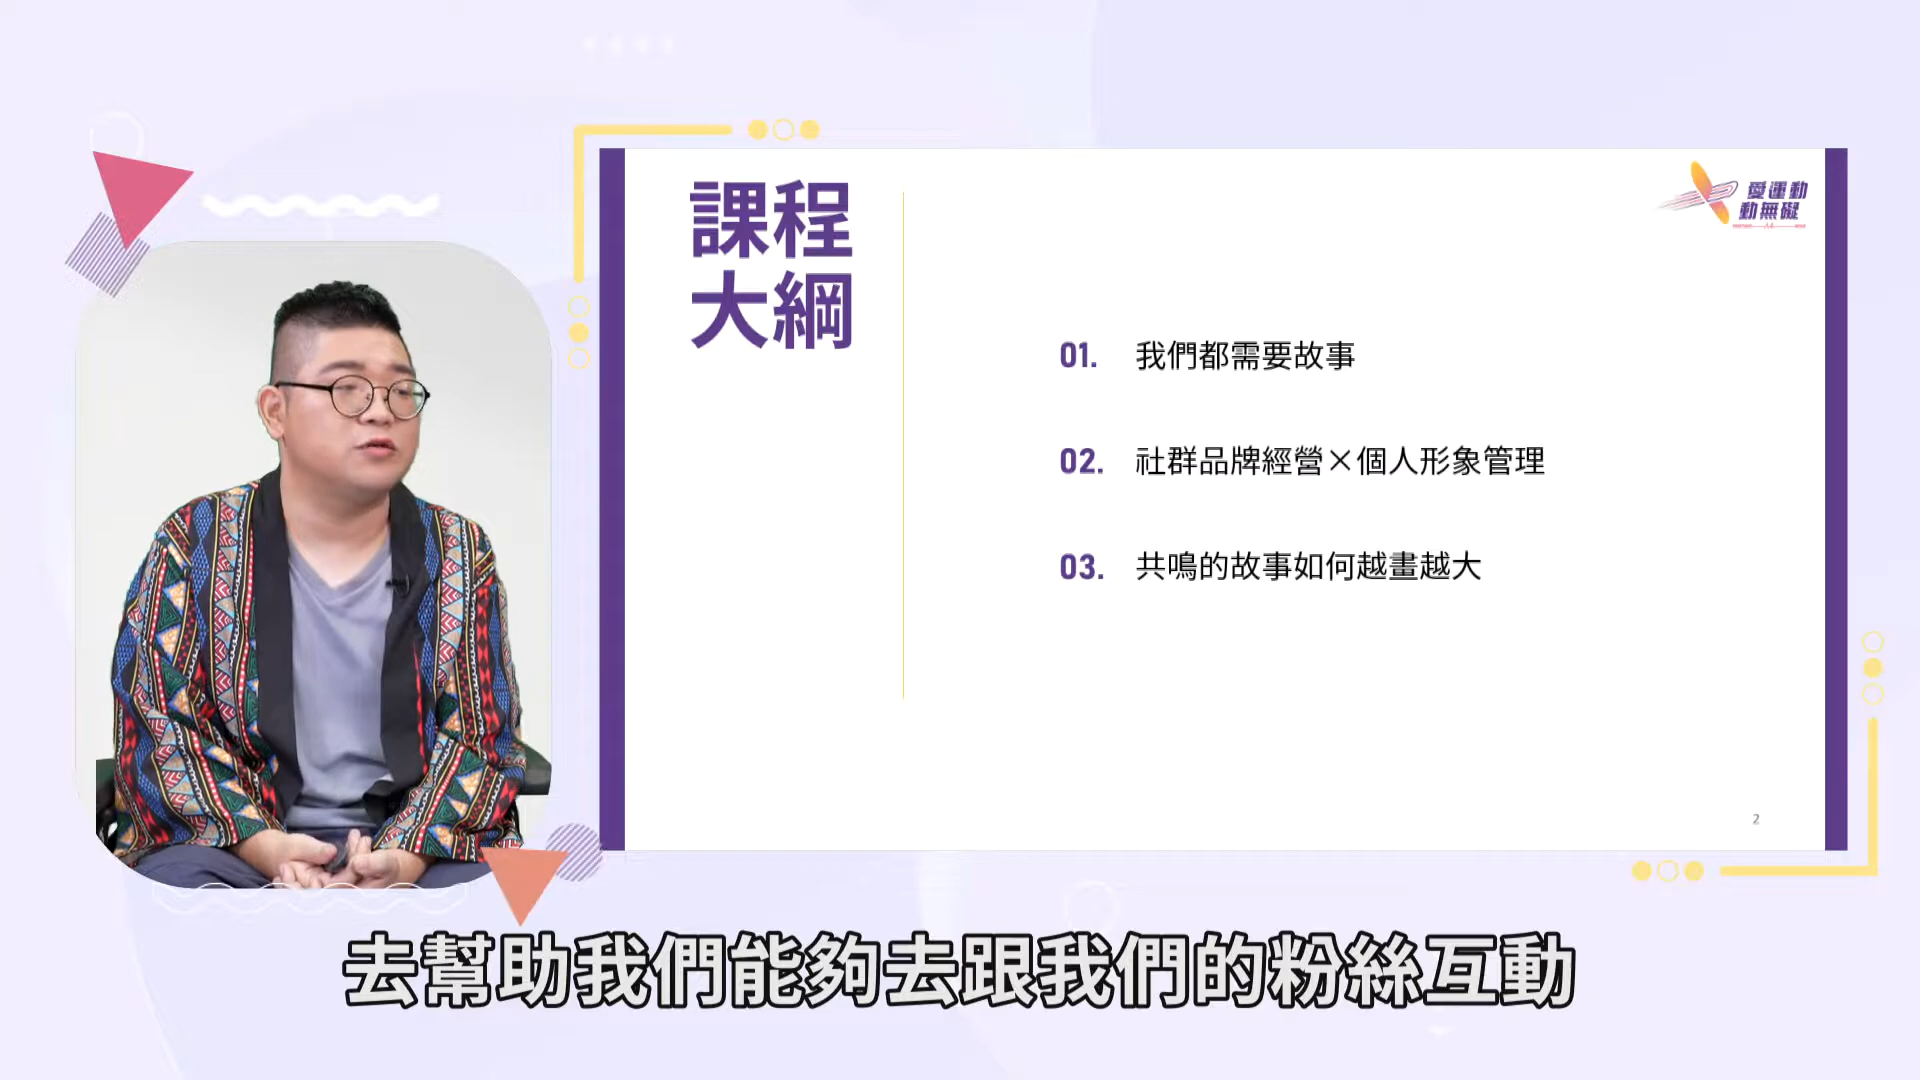 課程
大綱
愛運動
動無礙
01. 我們都需要故事
02. 社群品牌經營×個人形象管理
03. 共鳴的故事如何越畫越大
2
去幫助我們能夠去跟我們的粉絲互動